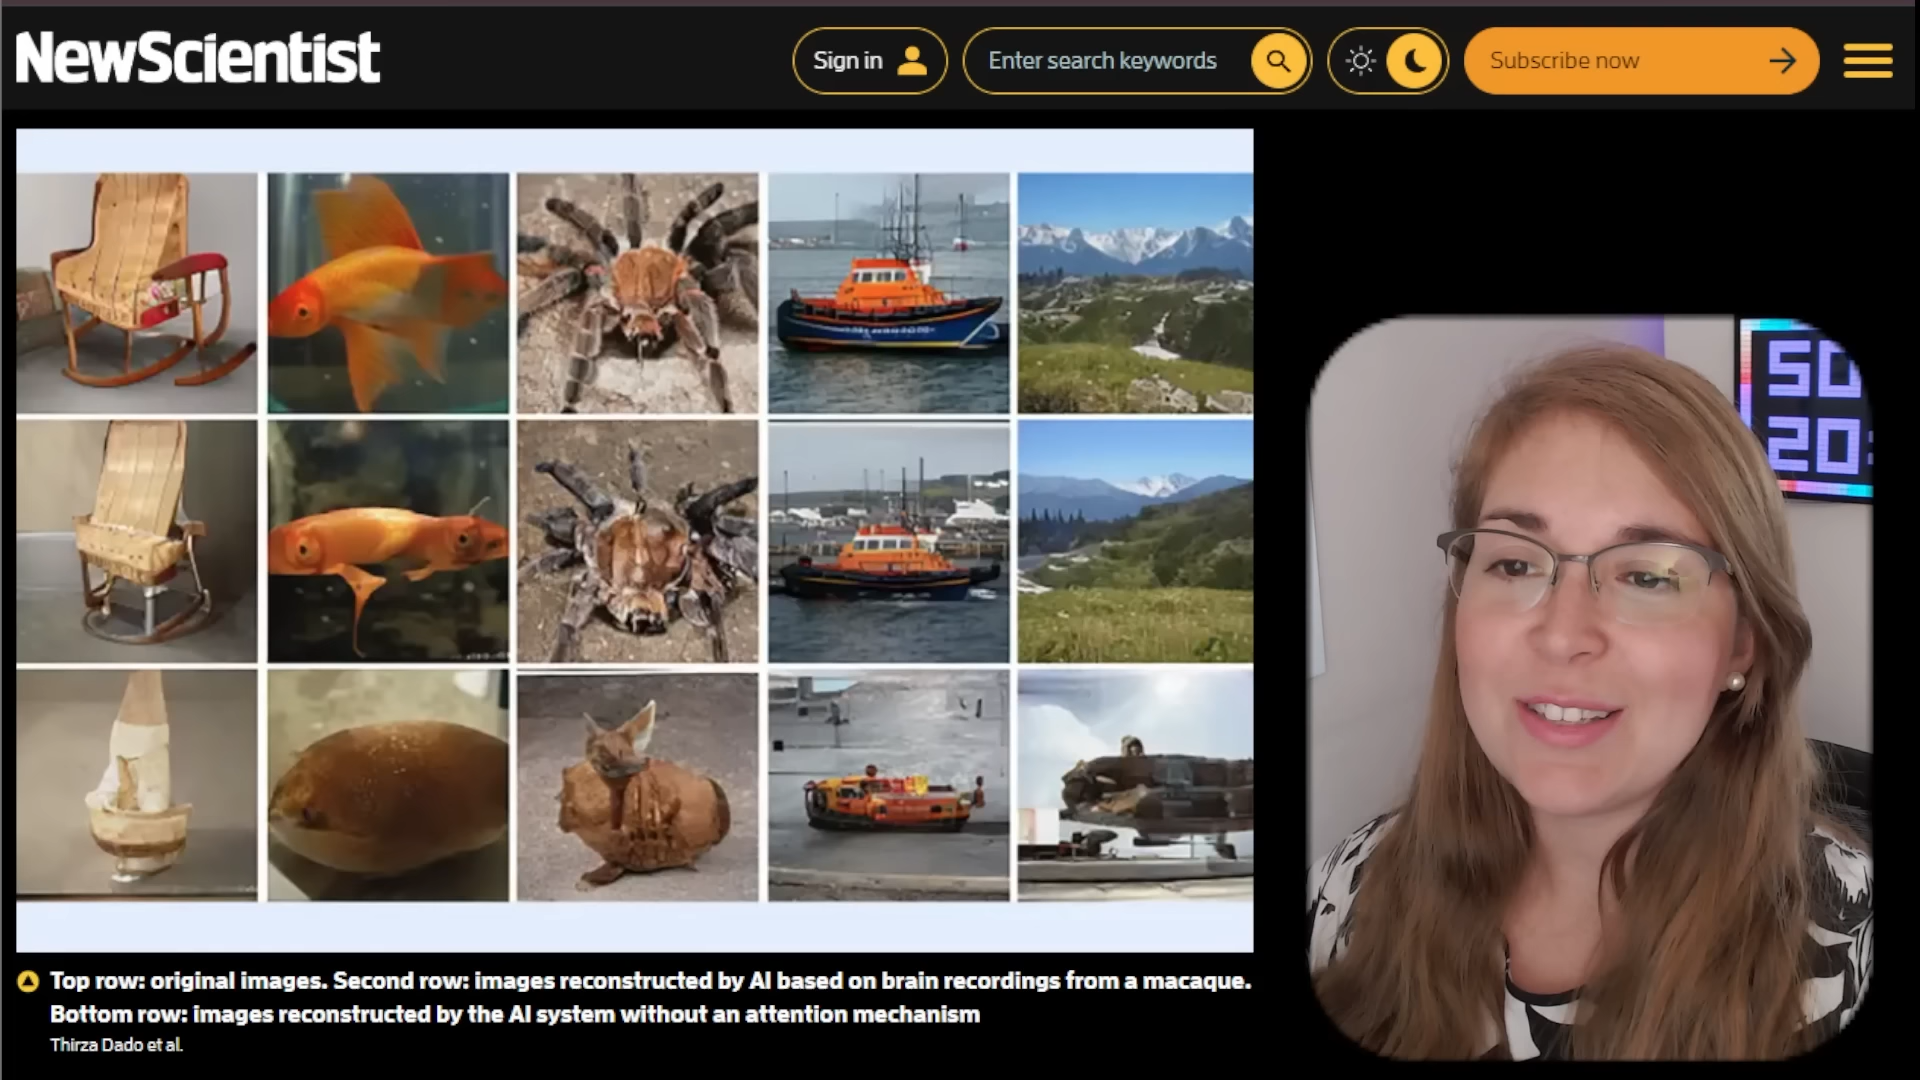 NewScientist
Sign in
Enter search keywords
Subscribe now
50
20:
Top row: original images. Second row: images reconstructed by AI based on brain recordings from a macaque.
Bottom row: images reconstructed by the AI system without an attention mechanism
Thirza Dado et al.